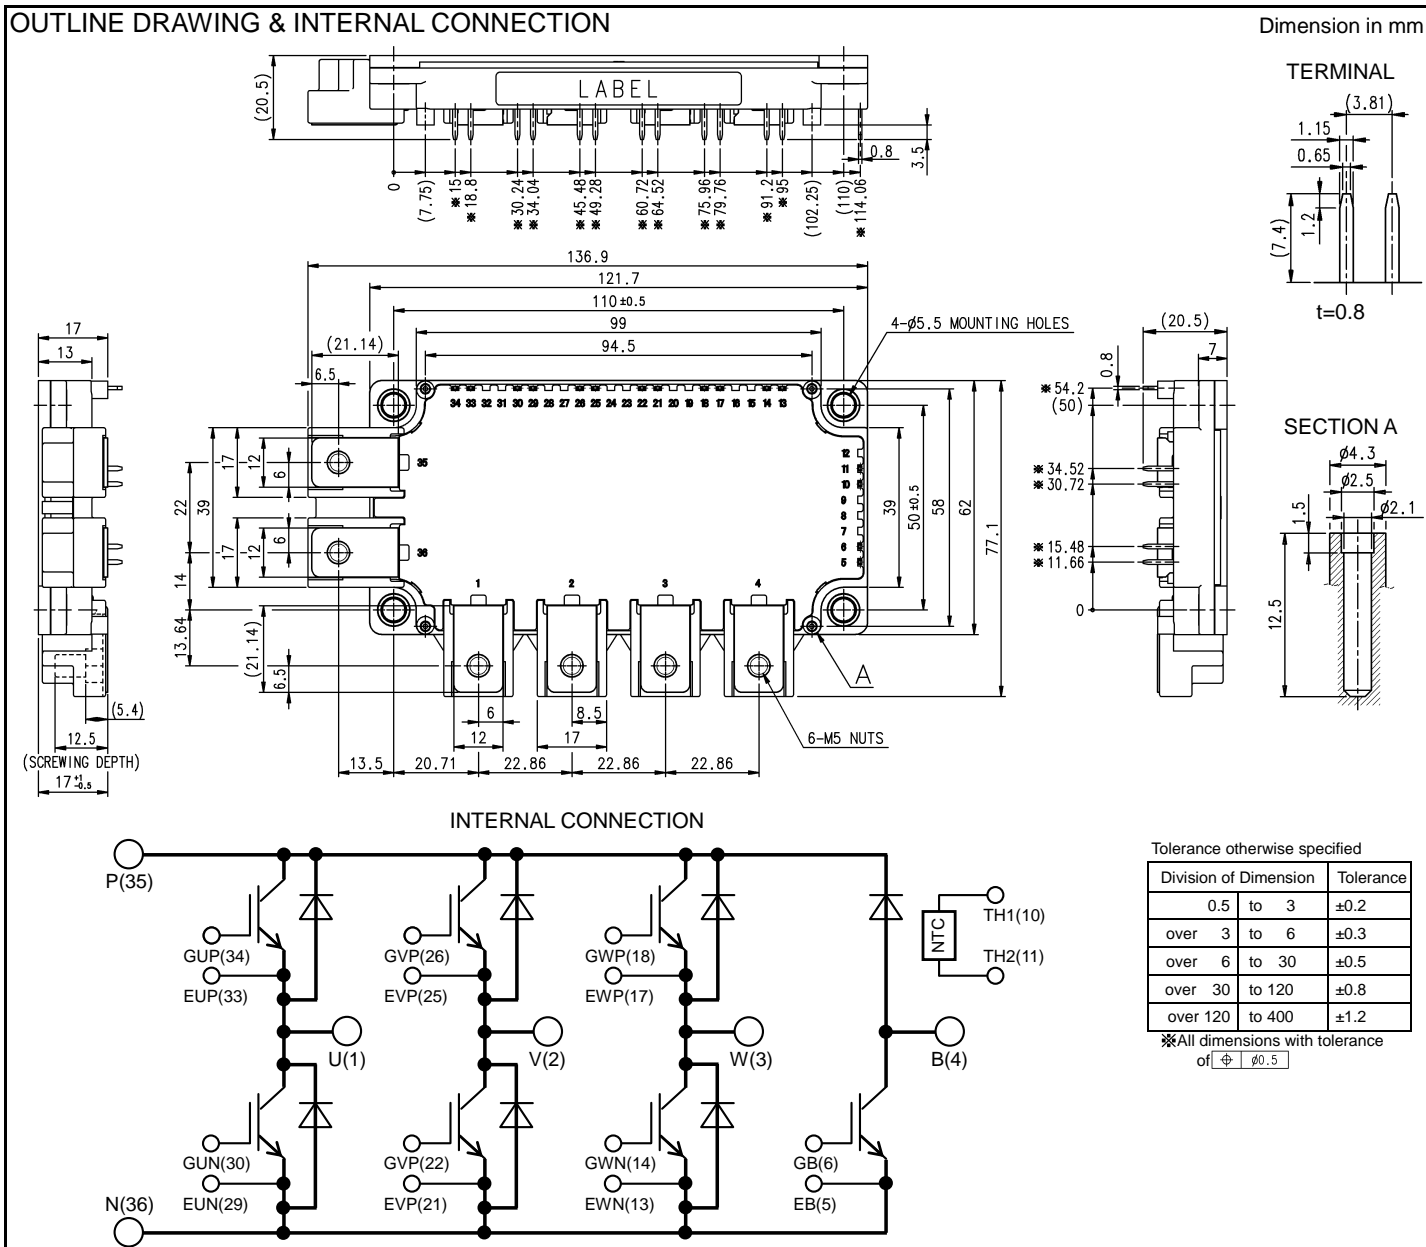 OUTLINE DRAWING & INTERNAL CONNECTION
Dimension in mm
LABEL
(20.5)
3.5
0.8
0
(7.75)
※15
※18.8
※30.24
※34.04
※45.48
※49.28
※60.72
※64.52
※75.96
※79.76
※91.2
※95
(102.25)
(110)
※114.06
TERMINAL
(3.81)
1.15
0.65
(7.4)
1.2
t=0.8
136.9
121.7
110 ±0.5
99
94.5
4-ø5.5 MOUNTING HOLES
17
13
(21.14)
6.5
34 33 32 31 30 29 28 27 26 25 24 23 22 21 20 19 18 17 16 15 14 13
12
11
10
9
8
7
6
5
35
36
22
39
17
12
6
6
17
12
14
13.64
(21.14)
6.5
1
2
3
4
39
50 ±0.5
58
62
77.1
A
6
12
8.5
17
6-M5 NUTS
13.5
20.71
22.86
22.86
22.86
(5.4)
12.5
(SCREWING DEPTH)
17 +1 -0.5
(20.5)
7
0.8
※54.2
(50)
※34.52
※30.72
※15.48
※11.66
0
SECTION A
ø4.3
ø2.5
ø2.1
1.5
12.5
INTERNAL CONNECTION
P(35)
GUP(34)
EUP(33)
GVP(26)
EVP(25)
GWP(18)
EWP(17)
NTC
TH1(10)
TH2(11)
U(1)
V(2)
W(3)
B(4)
GUN(30)
EUN(29)
GVP(22)
EVP(21)
GWN(14)
EWN(13)
GB(6)
EB(5)
N(36)
Tolerance otherwise specified
Division of Dimension Tolerance
0.5 to 3 ±0.2
over 3 to 6 ±0.3
over 6 to 30 ±0.5
over 30 to 120 ±0.8
over 120 to 400 ±1.2
※All dimensions with tolerance
of ⌖ ø0.5